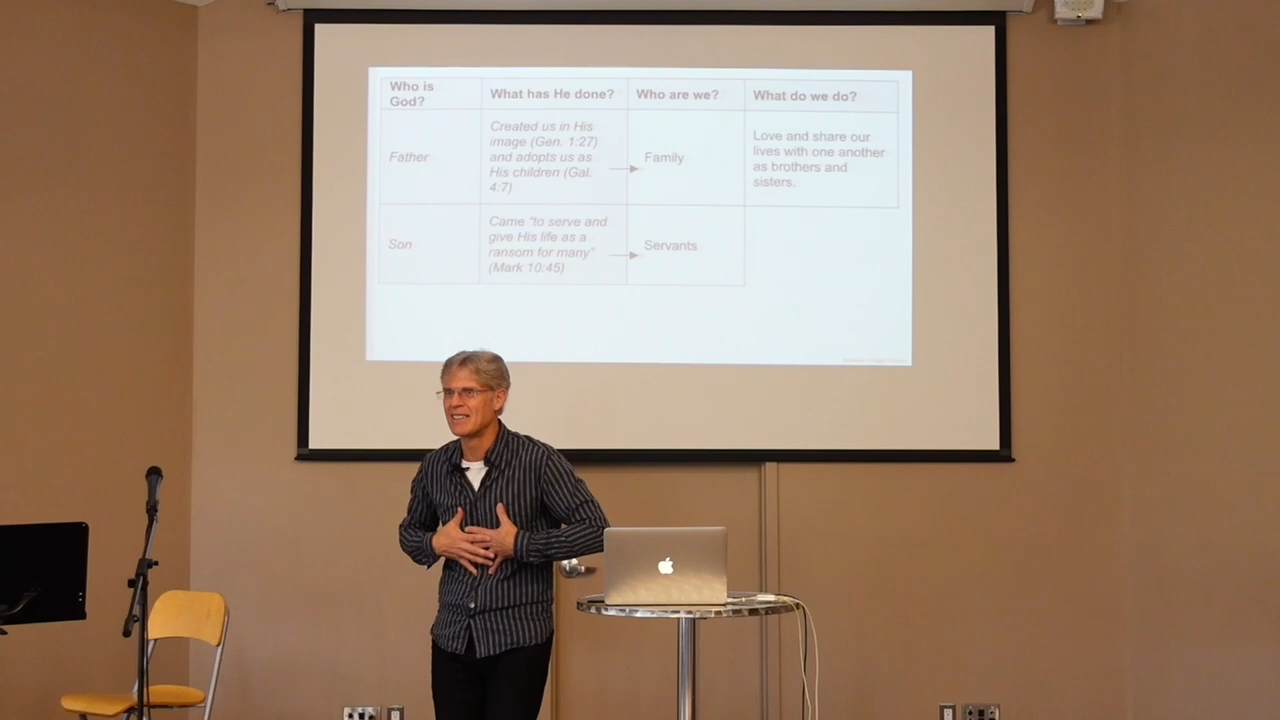 Who is
God?
What has He done?
Who are we?
What do we do?
Father
Created us in His
image (Gen. 1:27)
and adopts us as
His children (Gal.
4:7)
Family
Love and share our
lives with one another
as brothers and
sisters.
Son
Came “to serve and
give His life as a
ransom for many”
(Mark 10:45)
Servants